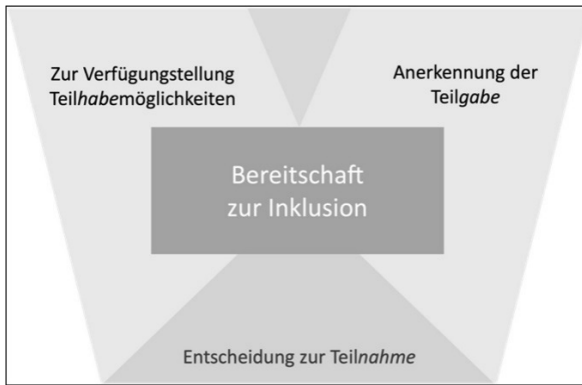 Zur Verfügungstellung
Teilhabemöglichkeiten
Anerkennung der
Teilgabe
Bereitschaft
zur Inklusion
Entscheidung zur Teilnahme